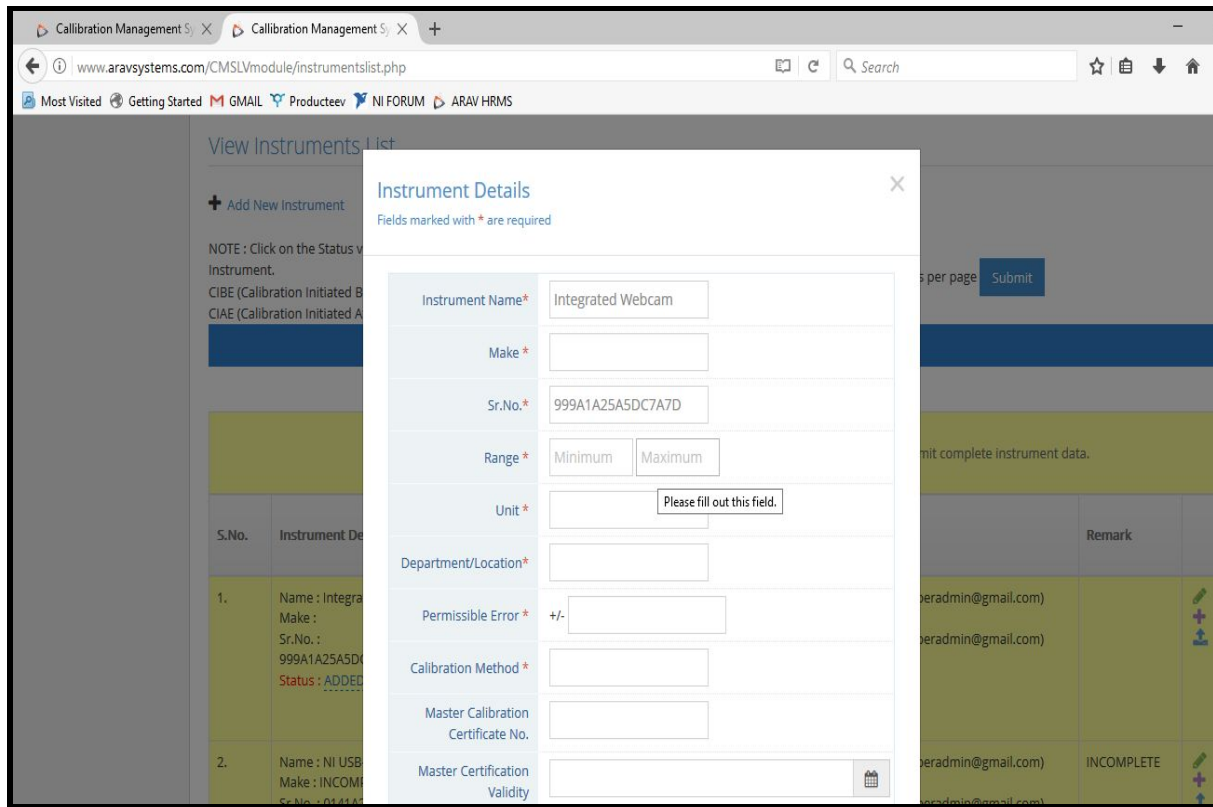 Callibration Management Sy
Callibration Management Sy
www.aravsystems.com/CMSLVmodule/instrumentslist.php
Search
Most Visited Getting Started GMAIL Producteev NI FORUM ARAV HRMS
View Instruments List
Add New Instrument
NOTE : Click on the Status v
Instrument.
CIBE (Calibration Initiated B
CIAE (Calibration Initiated A
s per page Submit
mit complete instrument data.
S.No. Instrument De Remark
1. Name : Integra
Make :
Sr.No. :
999A1A25A5D
Status : ADDED
peradmin@gmail.com)
peradmin@gmail.com)
2. Name : NI USB
Make : INCOM
peradmin@gmail.com)
INCOMPLETE
Instrument Details
Fields marked with * are required
Instrument Name* Integrated Webcam
Make *
Sr.No.* 999A1A25A5DC7A7D
Range * Minimum Maximum
Please fill out this field.
Unit *
Department/Location*
Permissible Error * +/-
Calibration Method *
Master Calibration
Certificate No.
Master Certification
Validity